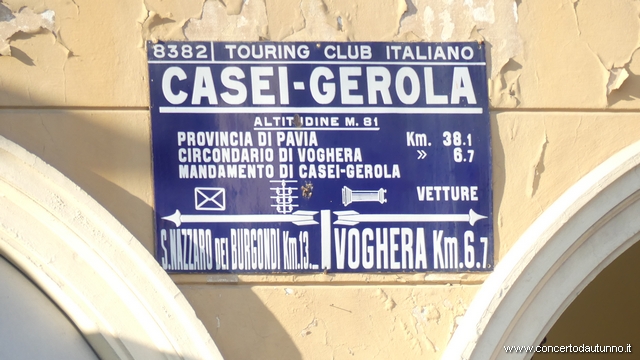 8382 TOURING CLUB ITALIANO
CASEI-GEROLA
ALTITUDINE M. 81
PROVINCIA DI PAVIA Km. 38.1
CIRCONDARIO DI VOGHERA » 6.7
MANDAMENTO DI CASEI-GEROLA
VETTURE
S. NAZZARO DEI BURGONDI Km. 13._ VOGHERA Km. 6.7
www.concertodautunno.it